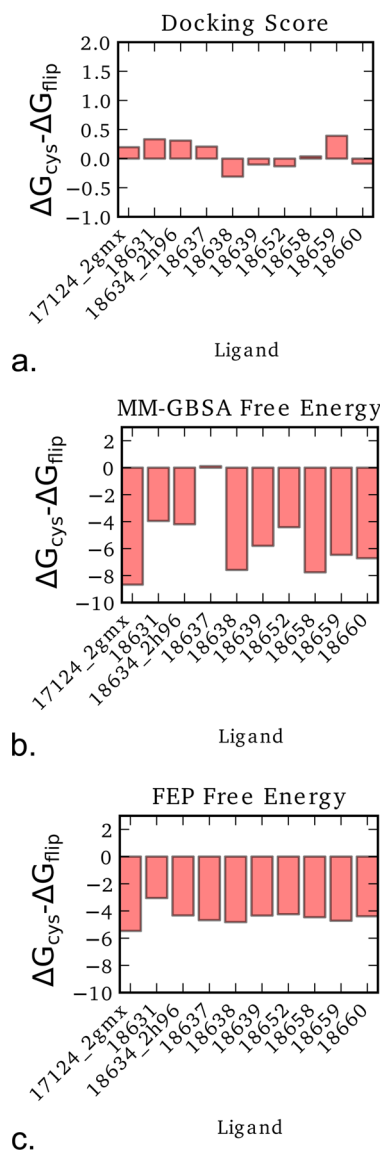 Docking Score
2.0
1.5
1.0
0.5
0.0
−0.5
−1.0
ΔGcys-ΔGflip
17124_2gmx
18631
18634_2h96
18637
18638
18639
18652
18658
18659
18660
Ligand
a.
MM-GBSA Free Energy
2
0
−2
−4
−6
−8
−10
ΔGcys-ΔGflip
17124_2gmx
18631
18634_2h96
18637
18638
18639
18652
18658
18659
18660
Ligand
b.
FEP Free Energy
2
0
−2
−4
−6
−8
−10
ΔGcys-ΔGflip
17124_2gmx
18631
18634_2h96
18637
18638
18639
18652
18658
18659
18660
Ligand
c.